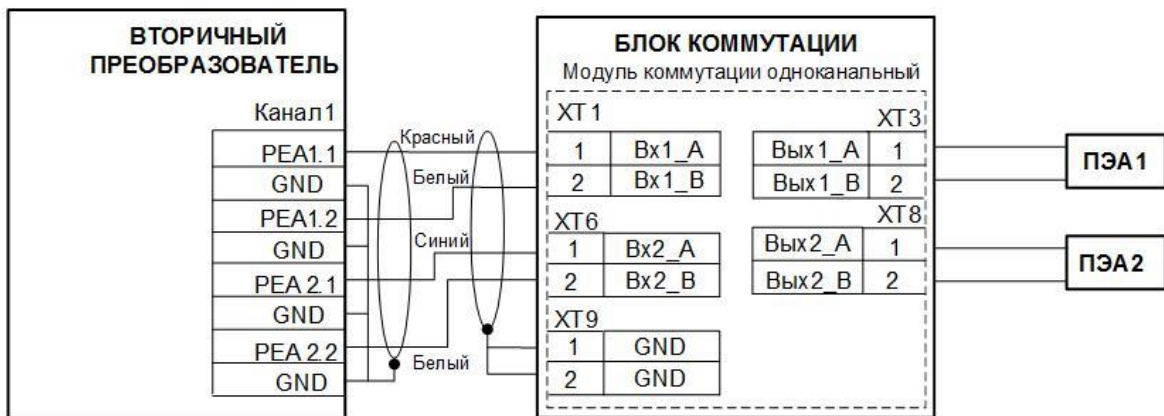 ВТОРИЧНЫЙ
ПРЕОБРАЗОВАТЕЛЬ
Канал1
PEA1.1
GND
PEA1.2
GND
PEA 2.1
GND
PEA 2.2
GND
Красный
Белый
Синий
Белый
БЛОК КОММУТАЦИИ
Модуль коммутации одноканальный
XT1
1 Вх1_А
2 Вх1_В
XT6
1 Вх2_А
2 Вх2_В
XT9
1 GND
2 GND
XT3
Вых1_А 1
Вых1_В 2
XT8
Вых2_А 1
Вых2_В 2
ПЭА1
ПЭА2